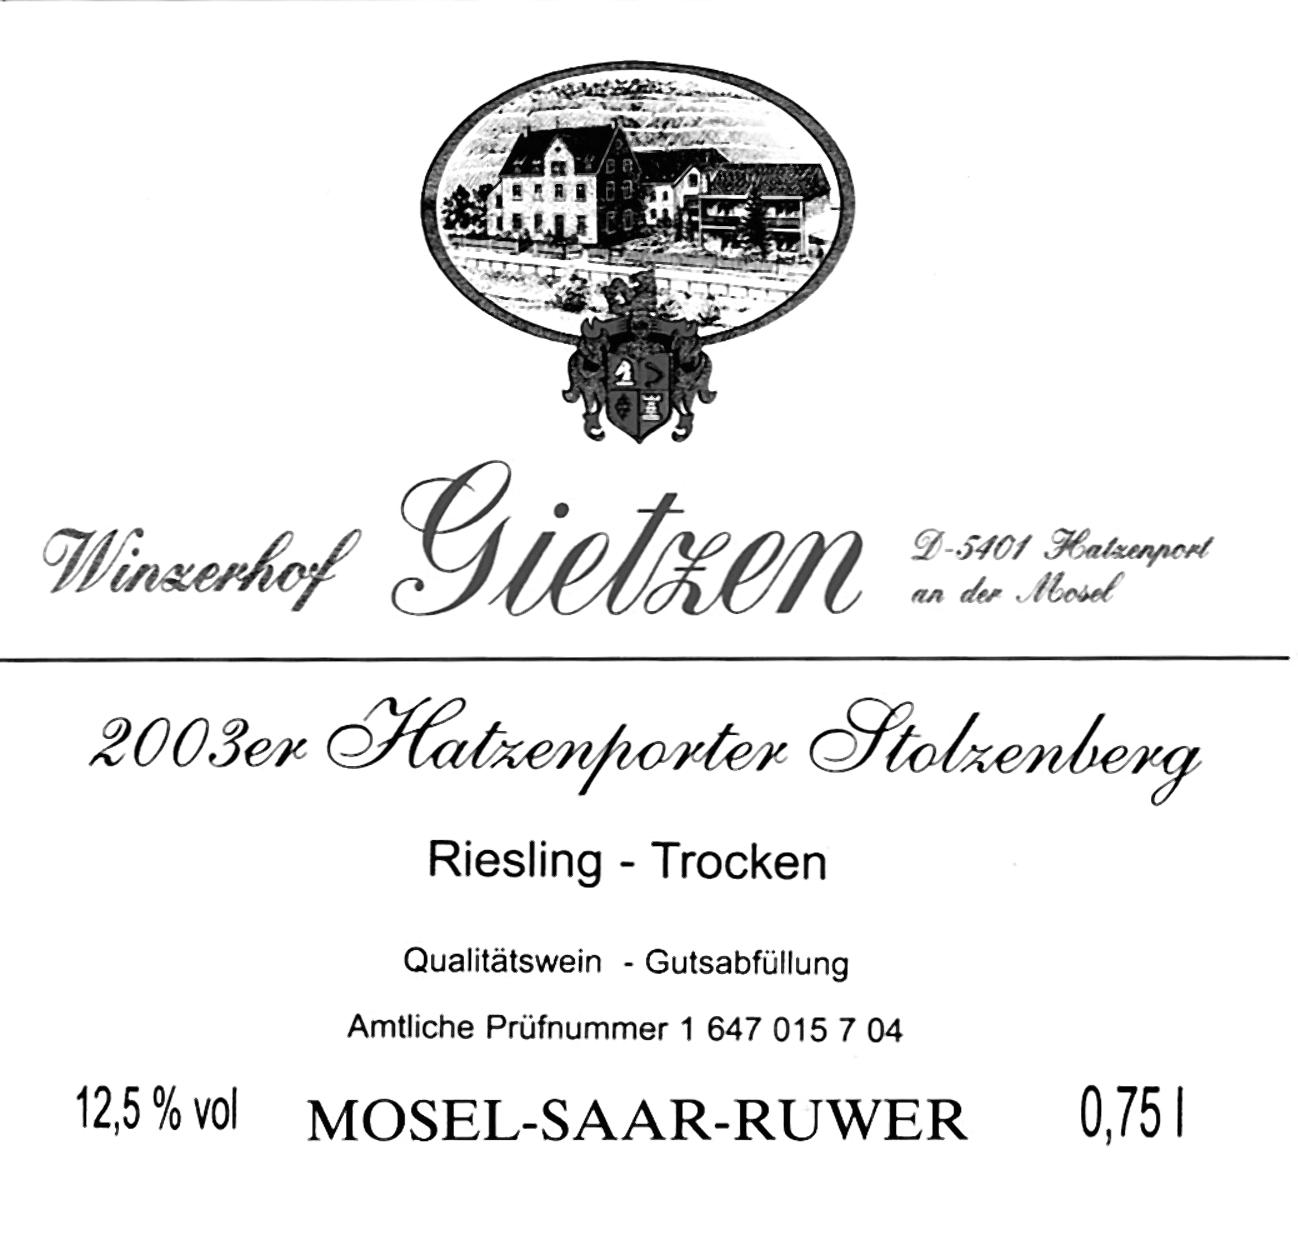 Winzerhof Gietzen D-5401 Hatzenport
an der Mosel
2003er Hatzenporter Stolzenberg
Riesling - Trocken
Qualitätswein - Gutsabfüllung
Amtliche Prüfnummer 1 647 015 7 04
12,5 % vol MOSEL-SAAR-RUWER 0,75 l